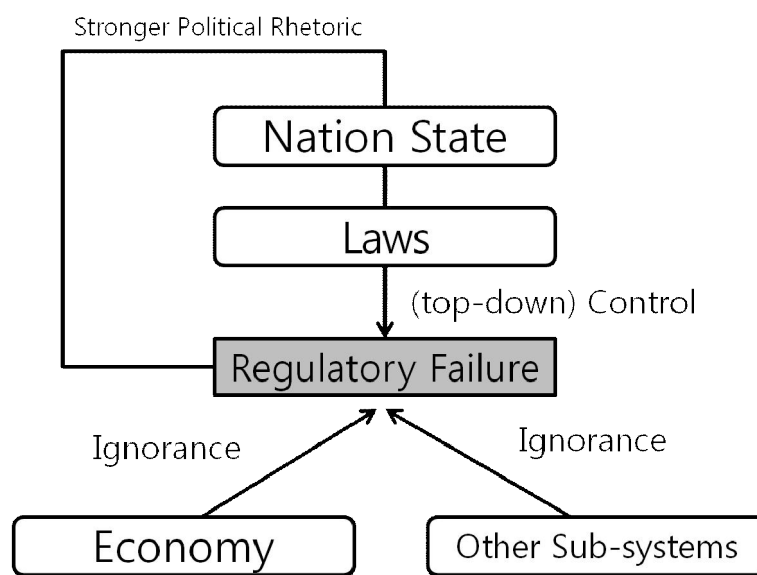 Stronger Political Rhetoric
Nation State
Laws
(top-down) Control
Regulatory Failure
Ignorance
Ignorance
Economy
Other Sub-systems